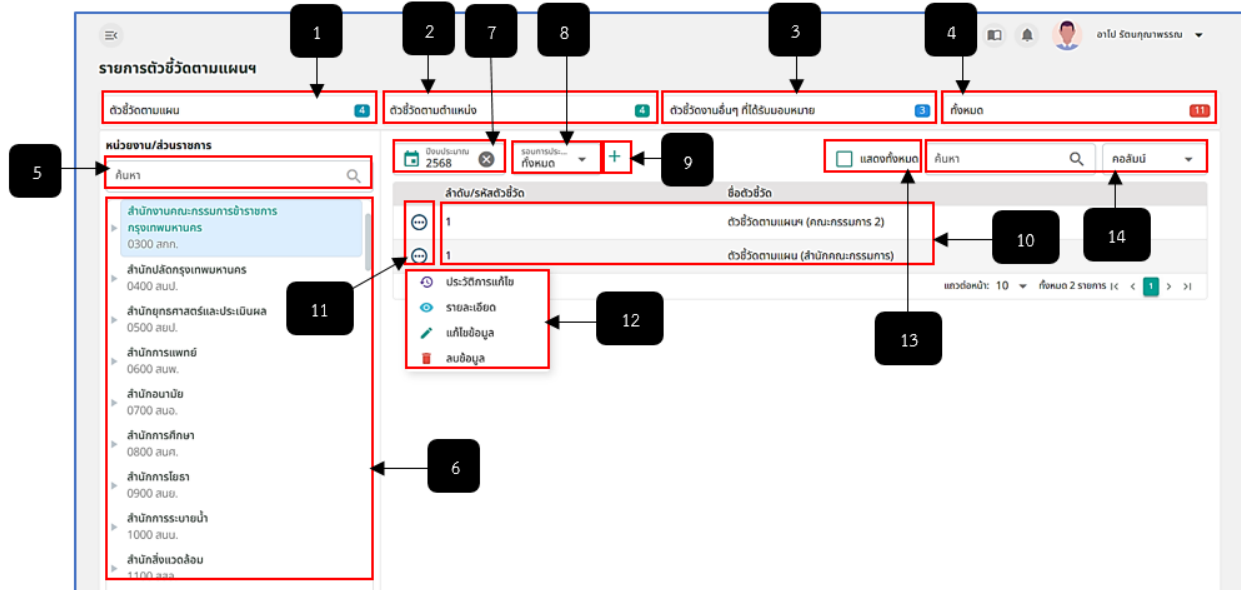 1
2
7
8
3
4
อาไป รัตนกุณาพรรณ
รายการตัวชี้วัดตามแผนฯ
ตัวชี้วัดตามแผน 4
ตัวชี้วัดตามตำแหน่ง 4
ตัวชี้วัดงานอื่นๆ ที่ได้รับมอบหมาย 3
ทั้งหมด 11
หน่วยงาน/ส่วนราชการ
5
ค้นหา
ปีงบประมาณ
2568
รอบการประ...
ทั้งหมด
+
9
แสดงทั้งหมด
ค้นหา
คอลัมน์
ลำดับ/รหัสตัวชี้วัด ชื่อตัวชี้วัด
1 ตัวชี้วัดตามแผนฯ (คณะกรรมการ 2)
1 ตัวชี้วัดตามแผน (สำนักคณะกรรมการ)
10
14
แถวต่อหน้า: 10 ทั้งหมด 2 รายการ 1
11
ประวัติการแก้ไข
รายละเอียด
แก้ไขข้อมูล
ลบข้อมูล
12
13
สำนักงานคณะกรรมการข้าราชการ
กรุงเทพมหานคร
0300 สกก.
สำนักปลัดกรุงเทพมหานคร
0400 สนป.
สำนักยุทธศาสตร์และประเมินผล
0500 สยป.
สำนักการแพทย์
0600 สนพ.
สำนักอนามัย
0700 สนอ.
สำนักการศึกษา
0800 สนศ.
สำนักการโยธา
0900 สนย.
สำนักการระบายน้ำ
1000 สนน.
สำนักสิ่งแวดล้อม
1100 สสล.
6